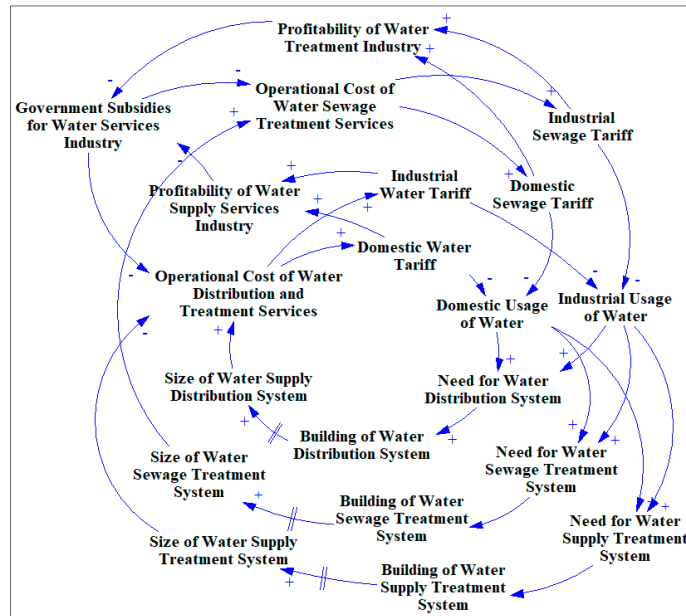 Profitability of Water
Treatment Industry
Government Subsidies
for Water Services
Industry
Operational Cost of
Water Sewage
Treatment Services
Industrial
Sewage Tariff
Profitability of Water
Supply Services
Industry
Industrial
Water Tariff
Domestic
Sewage Tariff
Domestic Water
Tariff
Operational Cost of Water
Distribution and
Treatment Services
Domestic Usage
of Water
Industrial Usage
of Water
Size of Water Supply
Distribution System
Need for Water
Distribution System
Building of Water
Distribution System
Size of Water
Sewage Treatment
System
Need for Water
Sewage Treatment
System
Building of Water
Sewage Treatment
System
Size of Water Supply
Treatment System
Need for Water
Supply Treatment
System
Building of Water
Supply Treatment
System